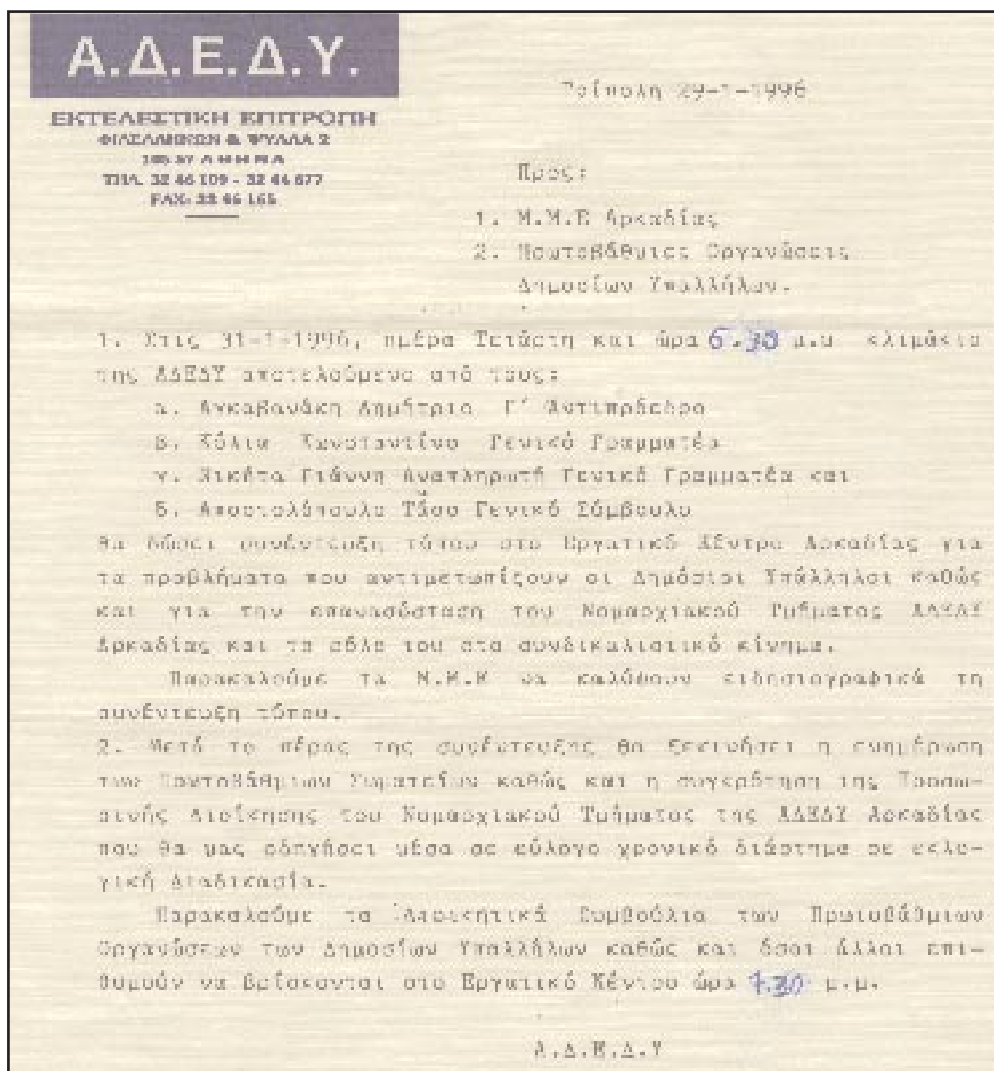 Α.Δ.Ε.Δ.Υ.
ΕΚΤΕΛΕΣΤΙΚΗ ΕΠΙΤΡΟΠΗ
ΦΙΛΕΛΛΗΝΩΝ & ΨΥΛΛΑ 2
105 57 ΑΘΗΝΑ
ΤΗΛ. 32 46 109 - 32 44 677
FAX: 32 46 165
Τρίπολη 29-1-1996
Προς:
1. Μ.Μ.Ε Αρκαδίας
2. Πρωτοβάθμιες Οργανώσεις
Δημοσίων Υπαλλήλων.
1. Στις 31-1-1996, ημέρα Τετάρτη και ώρα 6.30 μ.μ κλιμάκιο
της ΑΔΕΔΥ αποτελούμενο από τους:
α. Αγκαβανάκη Δημήτριο Γ' Αντιπρόεδρο
β. Κόλια Κωνσταντίνο Γενικό Γραμματέα
γ. Νικήτα Γιάννη Αναπληρωτή Γενικό Γραμματέα και
δ. Αποστολόπουλο Τάσο Γενικό Σύμβουλο
θα δώσει συνέντευξη τύπου στο Εργατικό Κέντρο Αρκαδίας για
τα προβλήματα που αντιμετωπίζουν οι Δημόσιοι Υπάλληλοι καθώς
και για την επανασύσταση του Νομαρχιακού Τμήματος ΑΔΕΔΥ
Αρκαδίας και το ρόλο του στο συνδικαλιστικό κίνημα.
Παρακαλούμε τα Μ.Μ.Ε να καλύψουν ειδησιογραφικά τη
συνέντευξη τύπου.
2. Μετά το πέρας της συνέντευξης θα ξεκινήσει η ενημέρωση
των Πρωτοβάθμιων Σωματείων καθώς και η συγκρότηση της Προσω-
ρινής Διοίκησης του Νομαρχιακού Τμήματος της ΑΔΕΔΥ Αρκαδίας
που θα μας οδηγήσει μέσα σε εύλογο χρονικό διάστημα σε εκλο-
γική Διαδικασία.
Παρακαλούμε τα Διοικητικά Συμβούλια των Πρωτοβάθμιων
Οργανώσεων των Δημοσίων Υπαλλήλων καθώς και όσοι άλλοι επι-
θυμούν να βρίσκονται στο Εργατικό Κέντρο ώρα 7.30 μ.μ.
Α.Δ.Ε.Δ.Υ